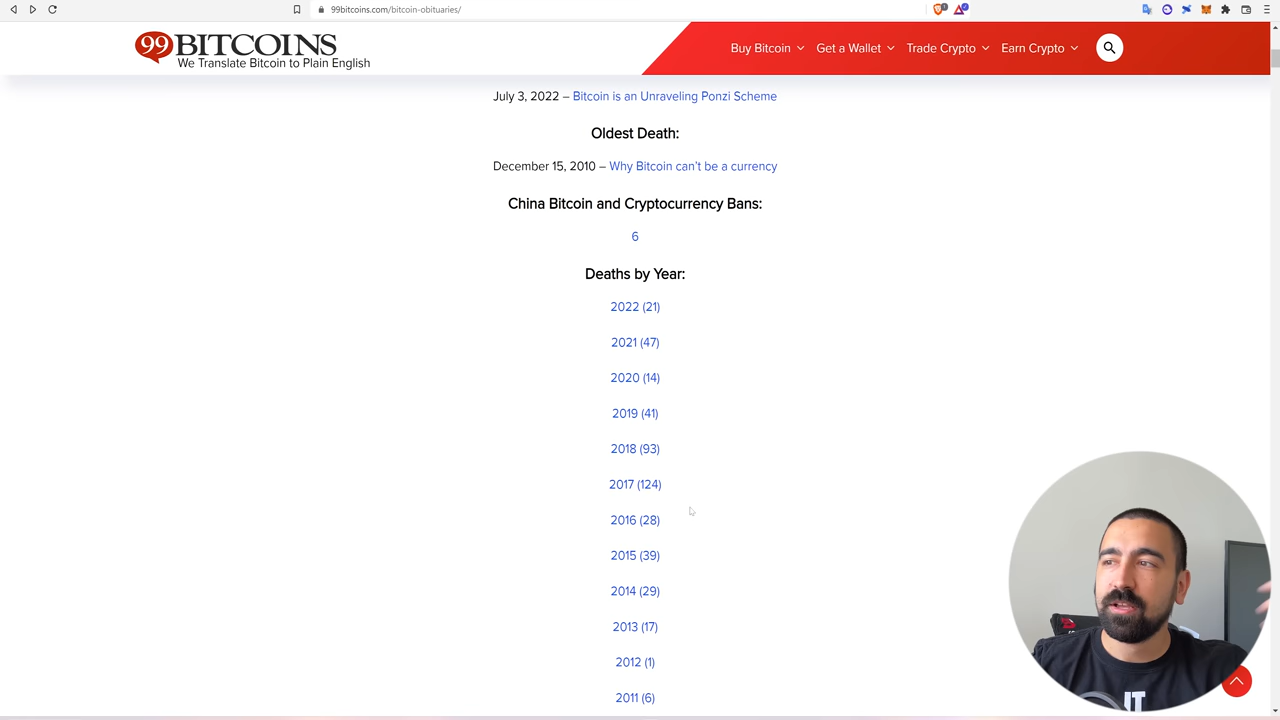 99bitcoins.com/bitcoin-obituaries/
99BITCOINS
We Translate Bitcoin to Plain English
Buy Bitcoin
Get a Wallet
Trade Crypto
Earn Crypto
July 3, 2022 – Bitcoin is an Unraveling Ponzi Scheme
Oldest Death:
December 15, 2010 – Why Bitcoin can't be a currency
China Bitcoin and Cryptocurrency Bans:
6
Deaths by Year:
2022 (21)
2021 (47)
2020 (14)
2019 (41)
2018 (93)
2017 (124)
2016 (28)
2015 (39)
2014 (29)
2013 (17)
2012 (1)
2011 (6)